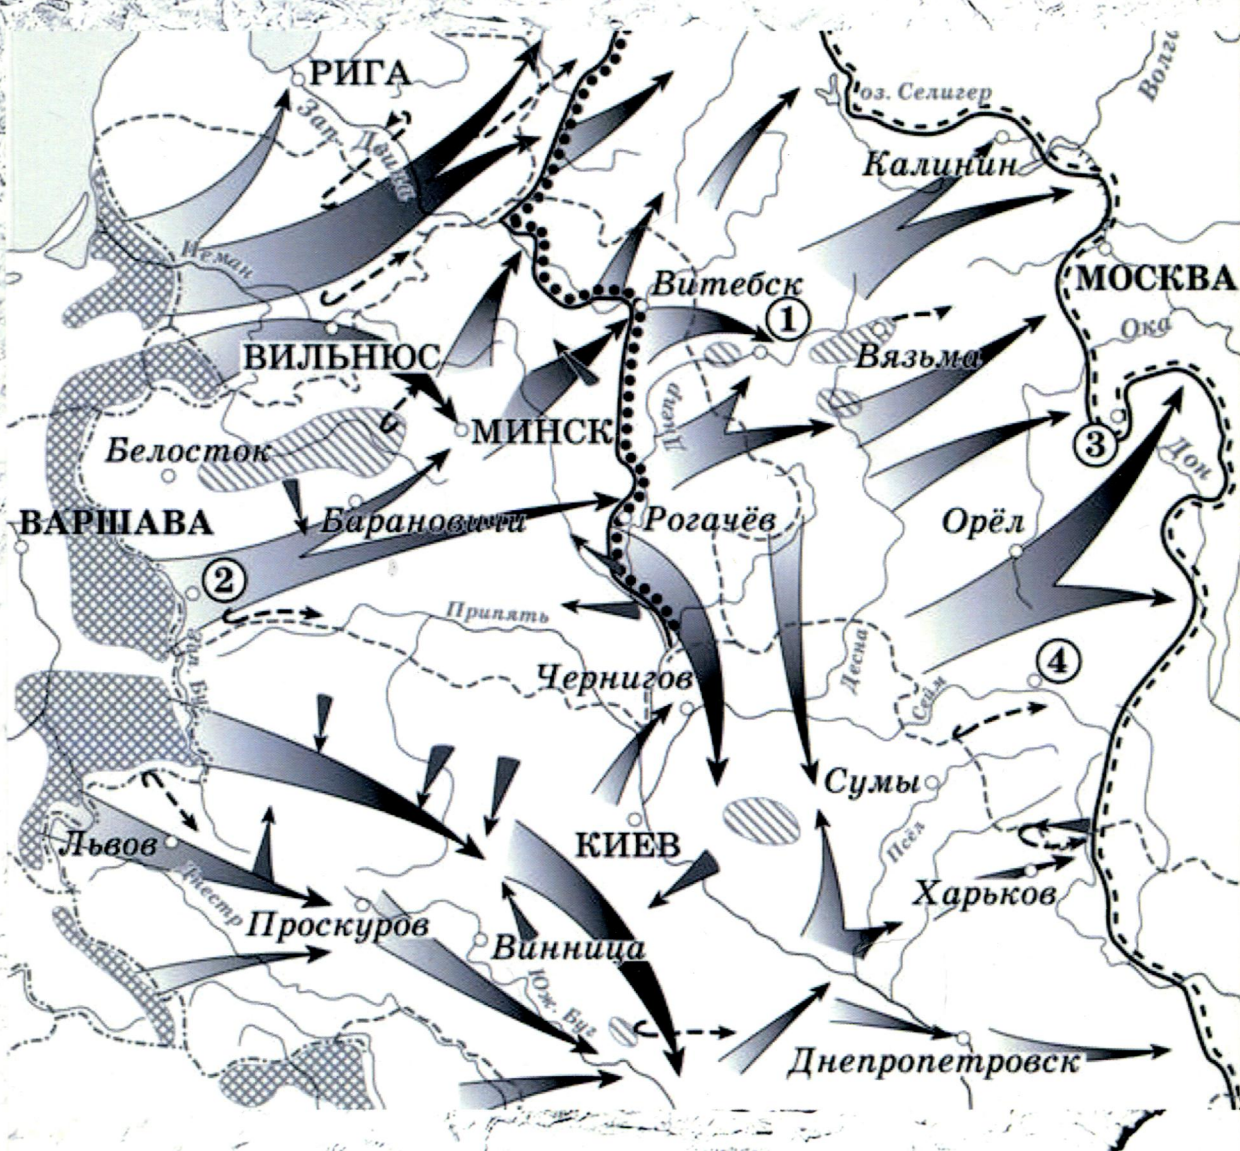 РИГА
оз. Селигер
Волга
Зап. Двина
Калинин
Неман
Витебск
МОСКВА
1
Ока
ВИЛЬНЮС
Вязьма
Днепр
МИНСК
3
Белосток
Дон
ВАРШАВА
Барановичи
Рогачёв
Орёл
2
Припять
Десна
4
Зап. Буг
Чернигов
Сейм
Сумы
Львов
КИЕВ
Псёл
Днестр
Харьков
Проскуров
Винница
Юж. Буг
Днепропетровск